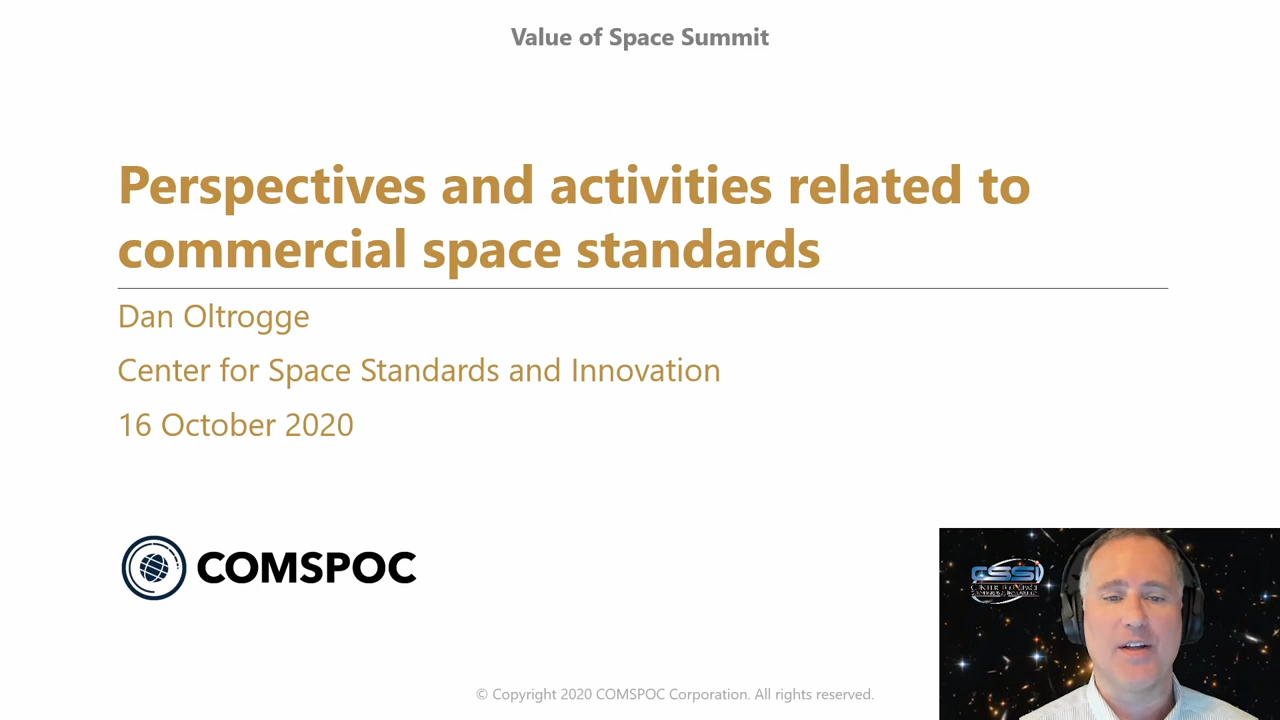 Value of Space Summit
Perspectives and activities related to
commercial space standards
Dan Oltrogge
Center for Space Standards and Innovation
16 October 2020
COMSPOC
CSSI
© Copyright 2020 COMSPOC Corporation. All rights reserved.